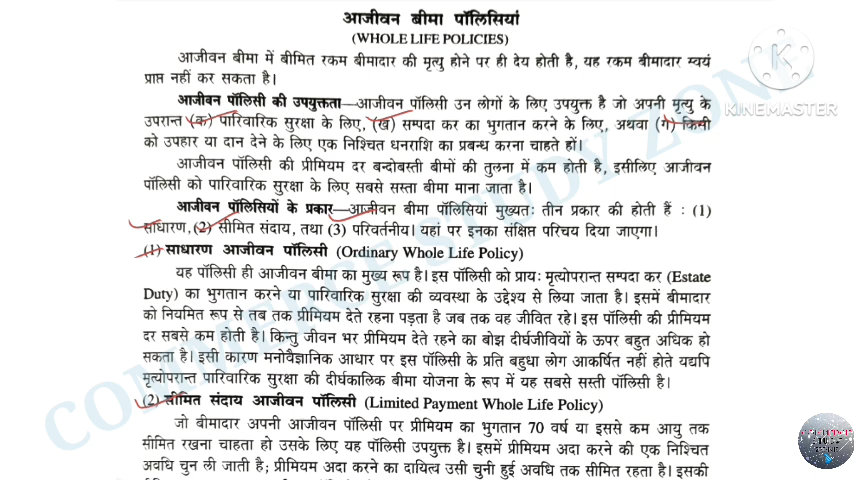 आजीवन बीमा पॉलिसियां
(WHOLE LIFE POLICIES)
आजीवन बीमा में बीमित रकम बीमादार की मृत्यु होने पर ही देय होती है, यह रकम बीमादार स्वयं
प्राप्त नहीं कर सकता है।
आजीवन पॉलिसी की उपयुक्तता—आजीवन पॉलिसी उन लोगों के लिए उपयुक्त है जो अपनी मृत्यु के
उपरान्त (क) पारिवारिक सुरक्षा के लिए, (ख) सम्पदा कर का भुगतान करने के लिए, अथवा (ग) किसी
को उपहार या दान देने के लिए एक निश्चित धनराशि का प्रबन्ध करना चाहते हों।
आजीवन पॉलिसी की प्रीमियम दर बन्दोबस्ती बीमों की तुलना में कम होती है, इसीलिए आजीवन
पॉलिसी को पारिवारिक सुरक्षा के लिए सबसे सस्ता बीमा माना जाता है।
आजीवन पॉलिसियों के प्रकार—आजीवन बीमा पॉलिसियां मुख्यतः तीन प्रकार की होती हैं : (1)
साधारण, (2) सीमित संदाय, तथा (3) परिवर्तनीय। यहां पर इनका संक्षिप्त परिचय दिया जाएगा।
(1) साधारण आजीवन पॉलिसी (Ordinary Whole Life Policy)
यह पॉलिसी ही आजीवन बीमा का मुख्य रूप है। इस पॉलिसी को प्रायः मृत्योपरान्त सम्पदा कर (Estate
Duty) का भुगतान करने या पारिवारिक सुरक्षा की व्यवस्था के उद्देश्य से लिया जाता है। इसमें बीमादार
को नियमित रूप से तब तक प्रीमियम देते रहना पड़ता है जब तक वह जीवित रहे। इस पॉलिसी की प्रीमियम
दर सबसे कम होती है। किन्तु जीवन भर प्रीमियम देते रहने का बोझ दीर्घजीवियों के ऊपर बहुत अधिक हो
सकता है। इसी कारण मनोवैज्ञानिक आधार पर इस पॉलिसी के प्रति बहुधा लोग आकर्षित नहीं होते यद्यपि
मृत्योपरान्त पारिवारिक सुरक्षा की दीर्घकालिक बीमा योजना के रूप में यह सबसे सस्ती पॉलिसी है।
(2) सीमित संदाय आजीवन पॉलिसी (Limited Payment Whole Life Policy)
जो बीमादार अपनी आजीवन पॉलिसी पर प्रीमियम का भुगतान 70 वर्ष या इससे कम आयु तक
सीमित रखना चाहता हो उसके लिए यह पॉलिसी उपयुक्त है। इसमें प्रीमियम अदा करने की एक निश्चित
अवधि चुन ली जाती है; प्रीमियम अदा करने का दायित्व उसी चुनी हुई अवधि तक सीमित रहता है। इसकी
COMMERCE STUDY ZONE
KINEMASTER